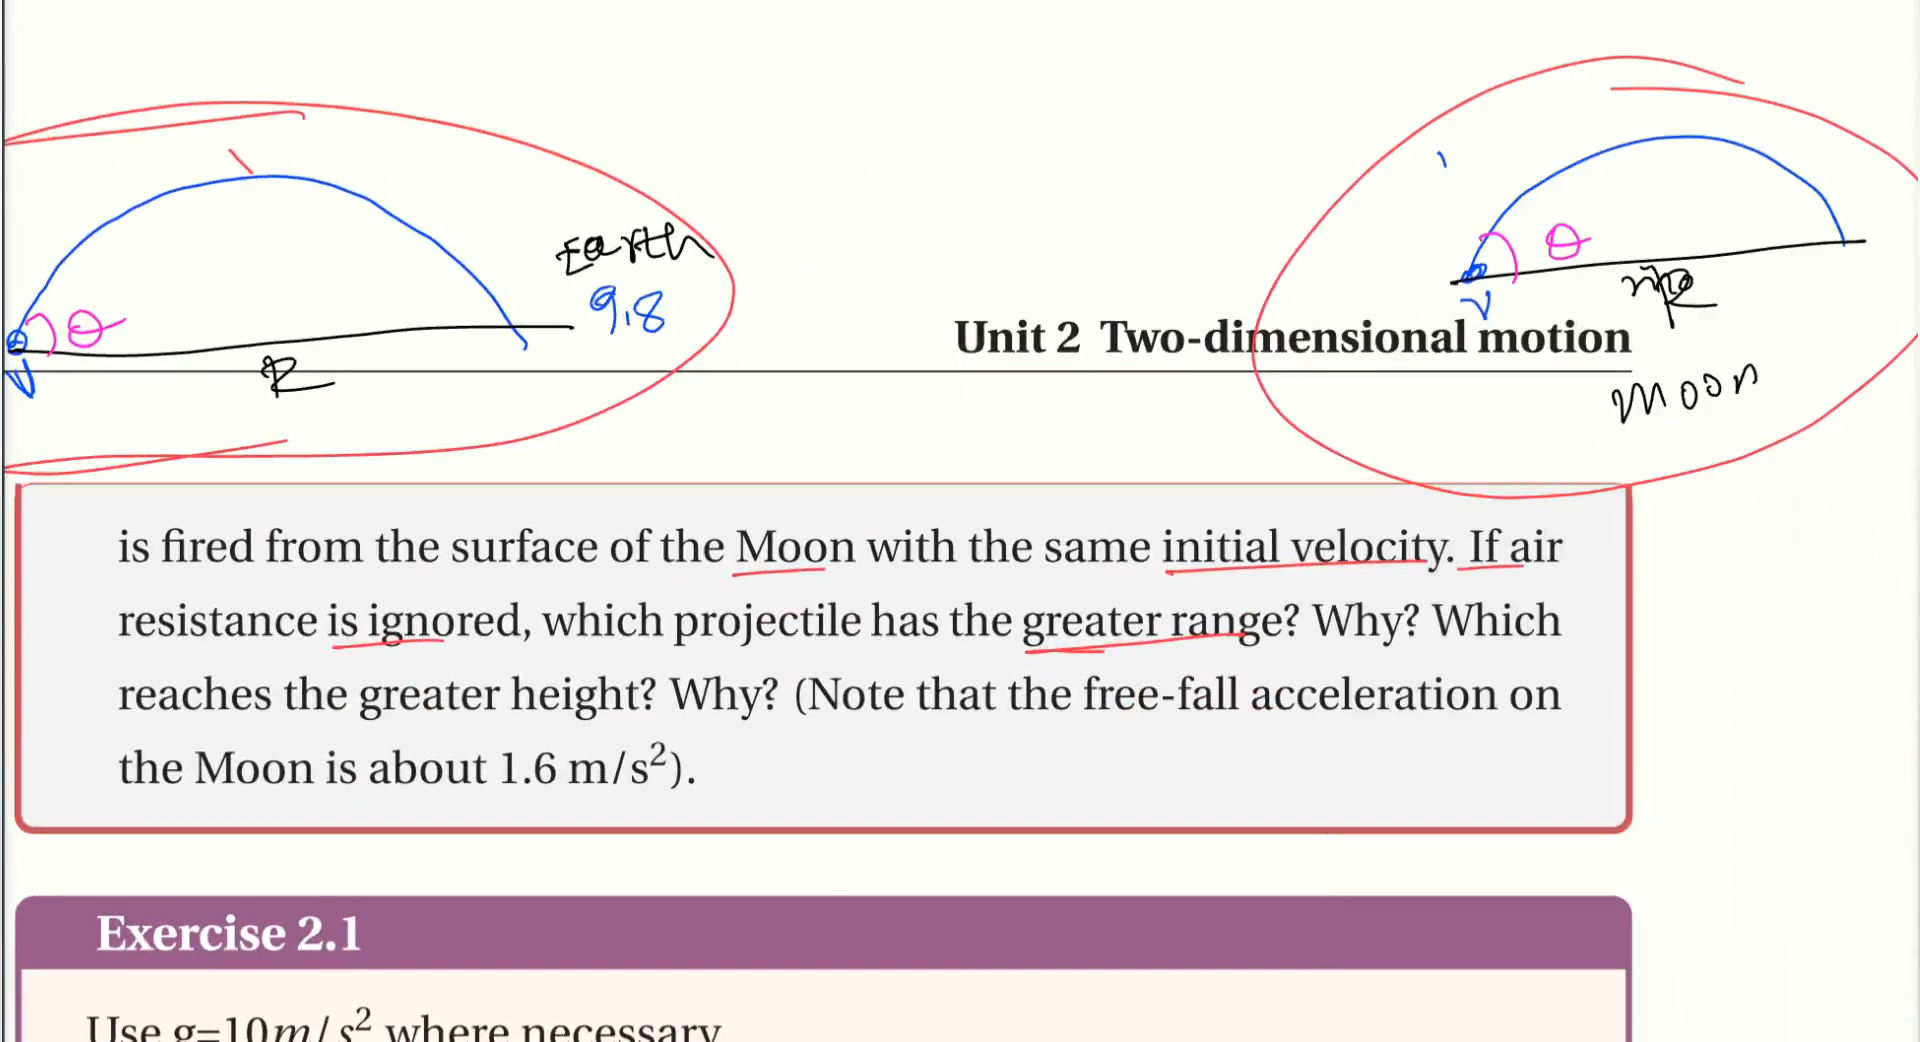 Earth
9.8
θ
V
R
θ
V
R
Moon
Unit 2 Two-dimensional motion
is fired from the surface of the Moon with the same initial velocity. If air
resistance is ignored, which projectile has the greater range? Why? Which
reaches the greater height? Why? (Note that the free-fall acceleration on
the Moon is about 1.6 m/s²).
Exercise 2.1
Use g=10m/s² where necessary